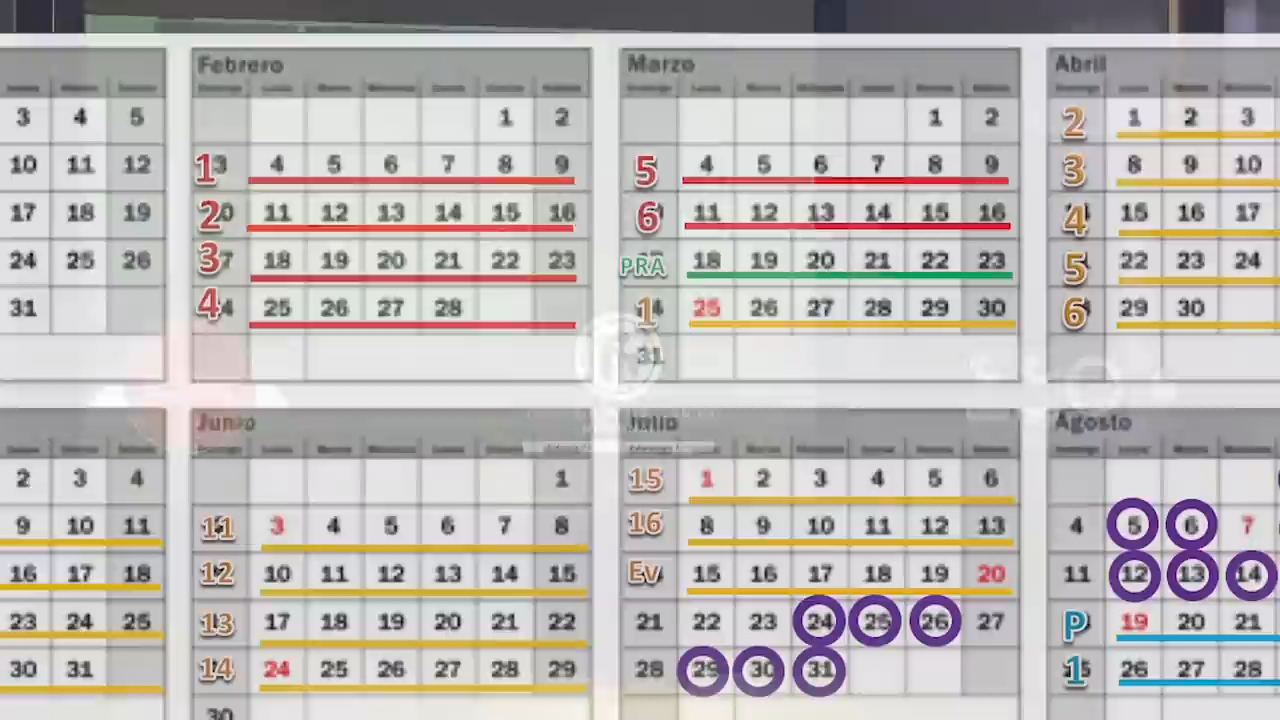 Febrero Marzo Abril
3 4 5 1 2 1 2 2 1 2 3
10 11 12 1 4 5 6 7 8 9 5 4 5 6 7 8 9 3 8 9 10
17 18 19 2 11 12 13 14 15 16 6 11 12 13 14 15 16 4 15 16 17
24 25 26 3 18 19 20 21 22 23 PRA 18 19 20 21 22 23 5 22 23 24
31 4 25 26 27 28 1 25 26 27 28 29 30 6 29 30
31
Junio Julio Agosto
2 3 4 1 15 1 2 3 4 5 6
9 10 11 11 3 4 5 6 7 8 16 8 9 10 11 12 13 4 5 6 7
16 17 18 12 10 11 12 13 14 15 Ev 15 16 17 18 19 20 11 12 13 14
23 24 25 13 17 18 19 20 21 22 21 22 23 24 25 26 27 P 19 20 21
30 31 14 24 25 26 27 28 29 28 29 30 31 1 26 27 28
30